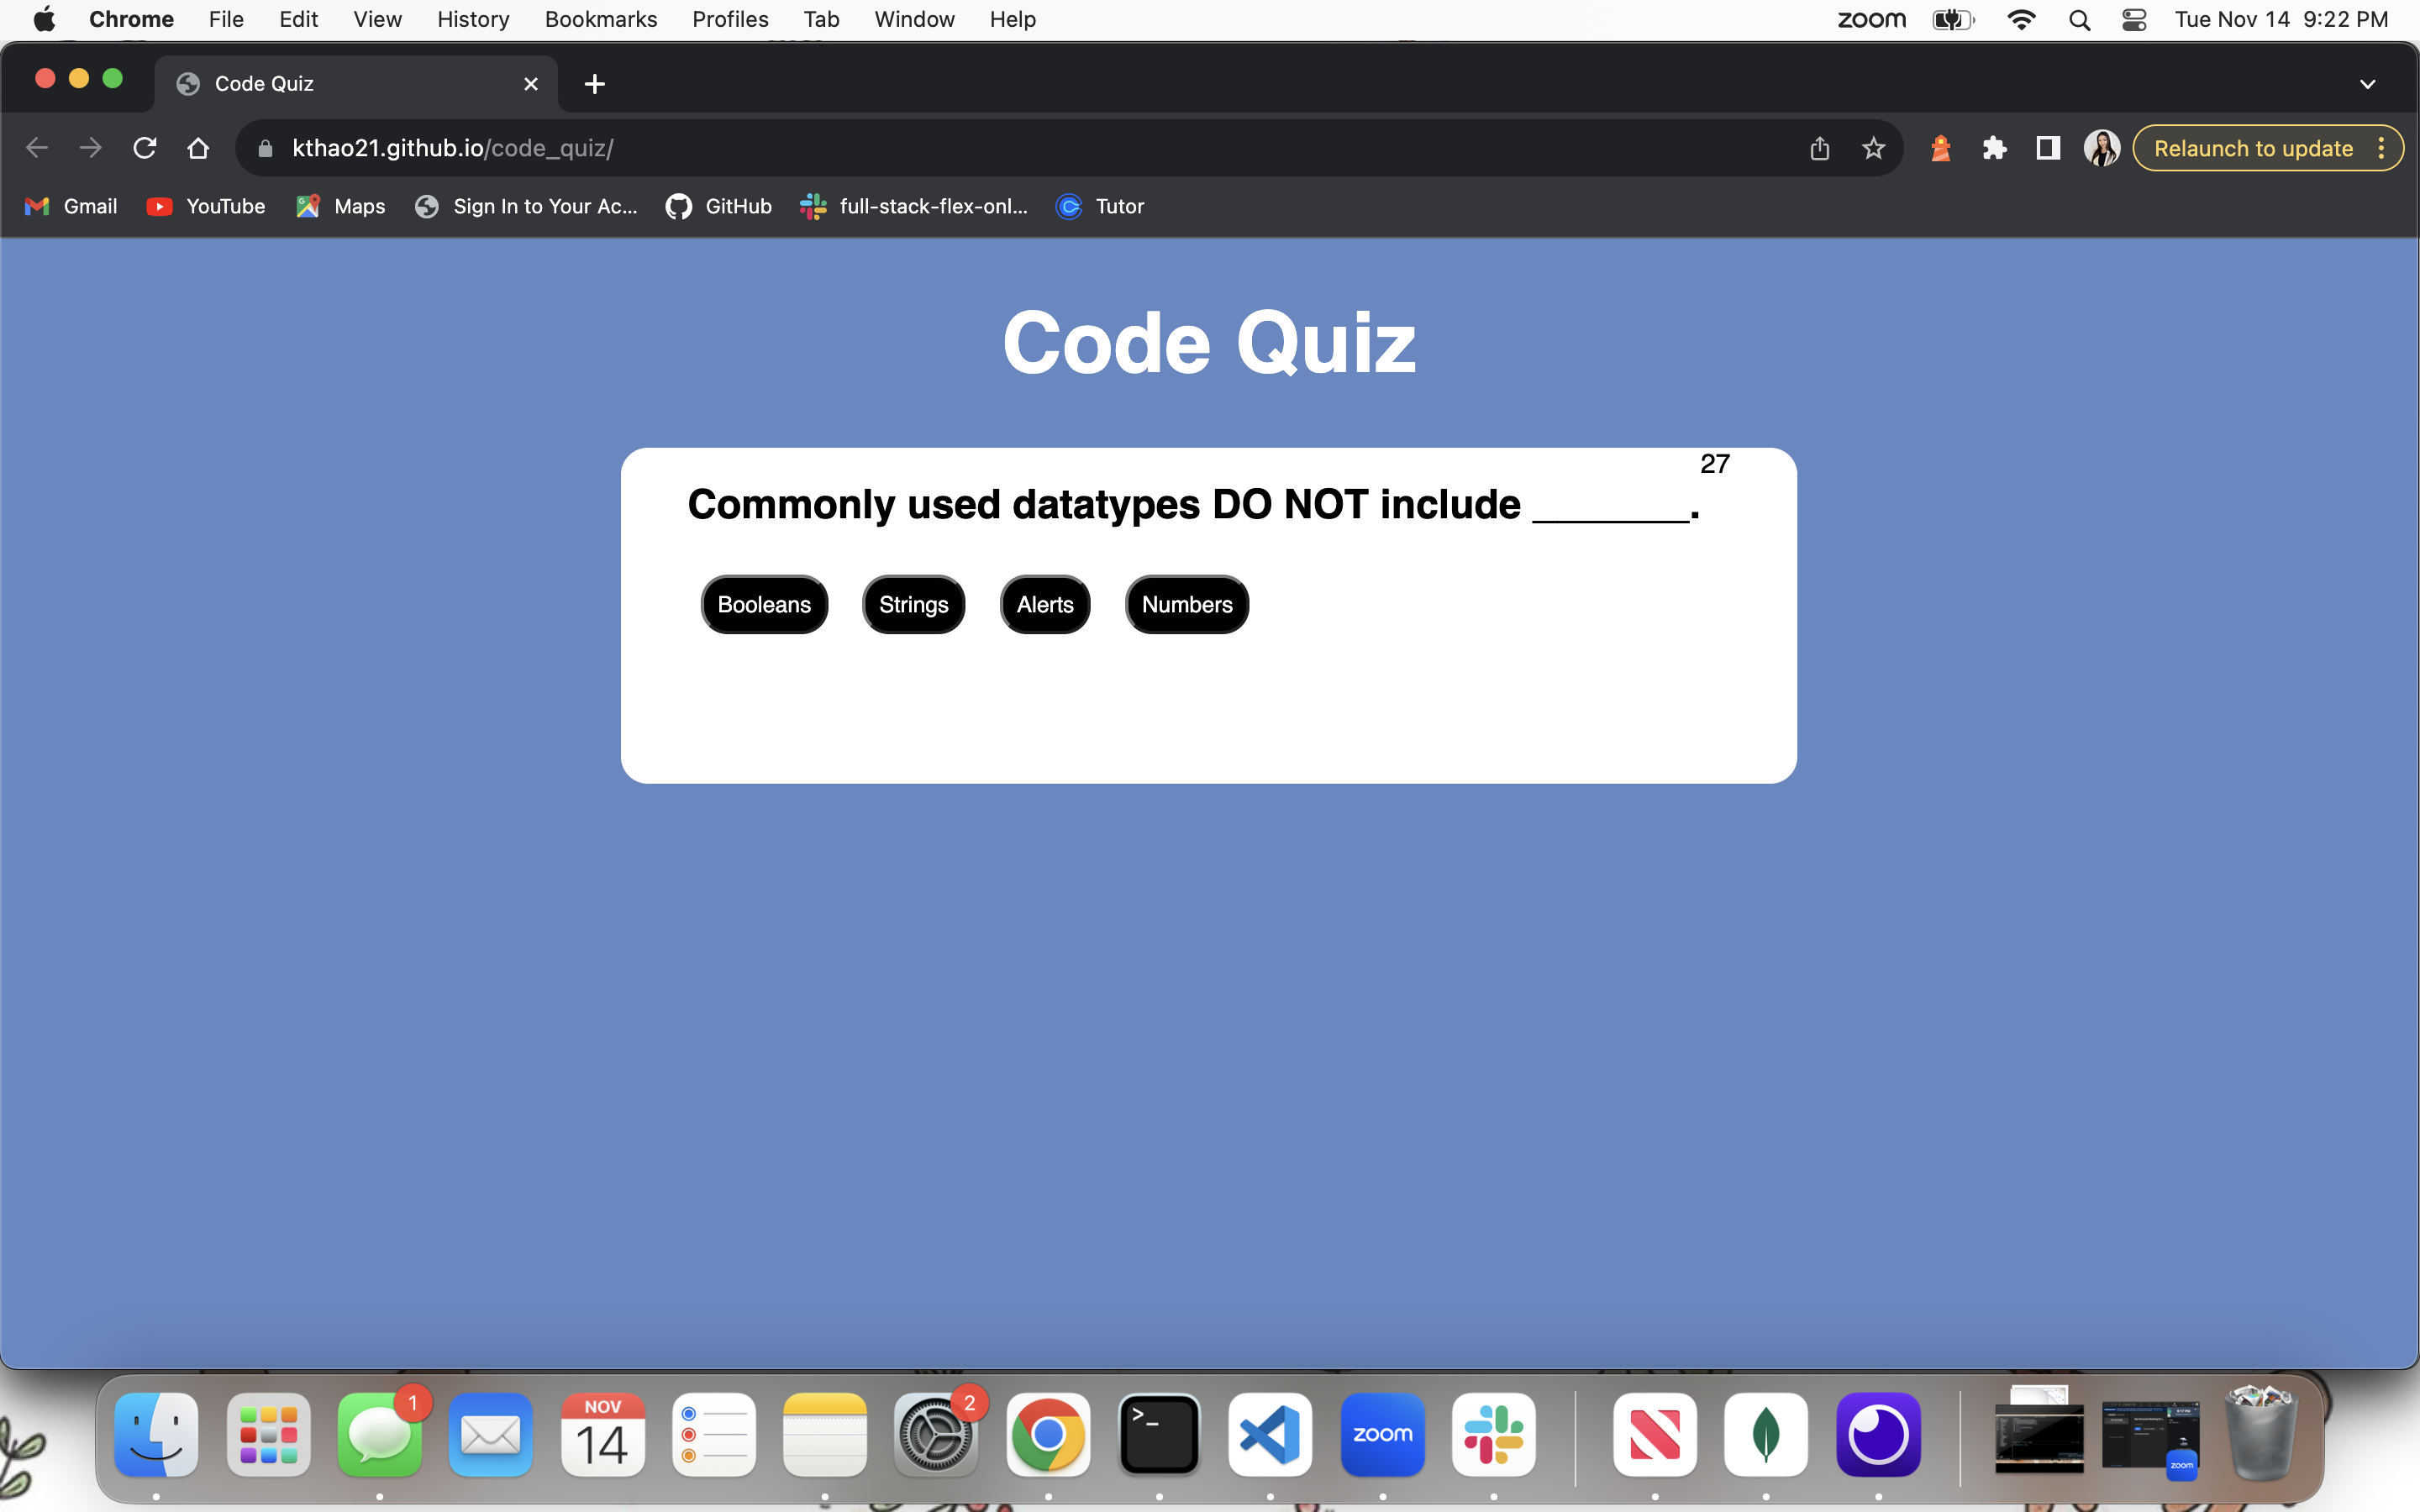 Chrome File Edit View History Bookmarks Profiles Tab Window Help zoom Tue Nov 14 9:22 PM
Code Quiz
kthao21.github.io/code_quiz/ Relaunch to update
Gmail YouTube Maps Sign In to Your Ac... GitHub full-stack-flex-onl... Tutor
Code Quiz
27
Commonly used datatypes DO NOT include _______.
Booleans Strings Alerts Numbers
1 NOV 14 2 >_ zoom zoom